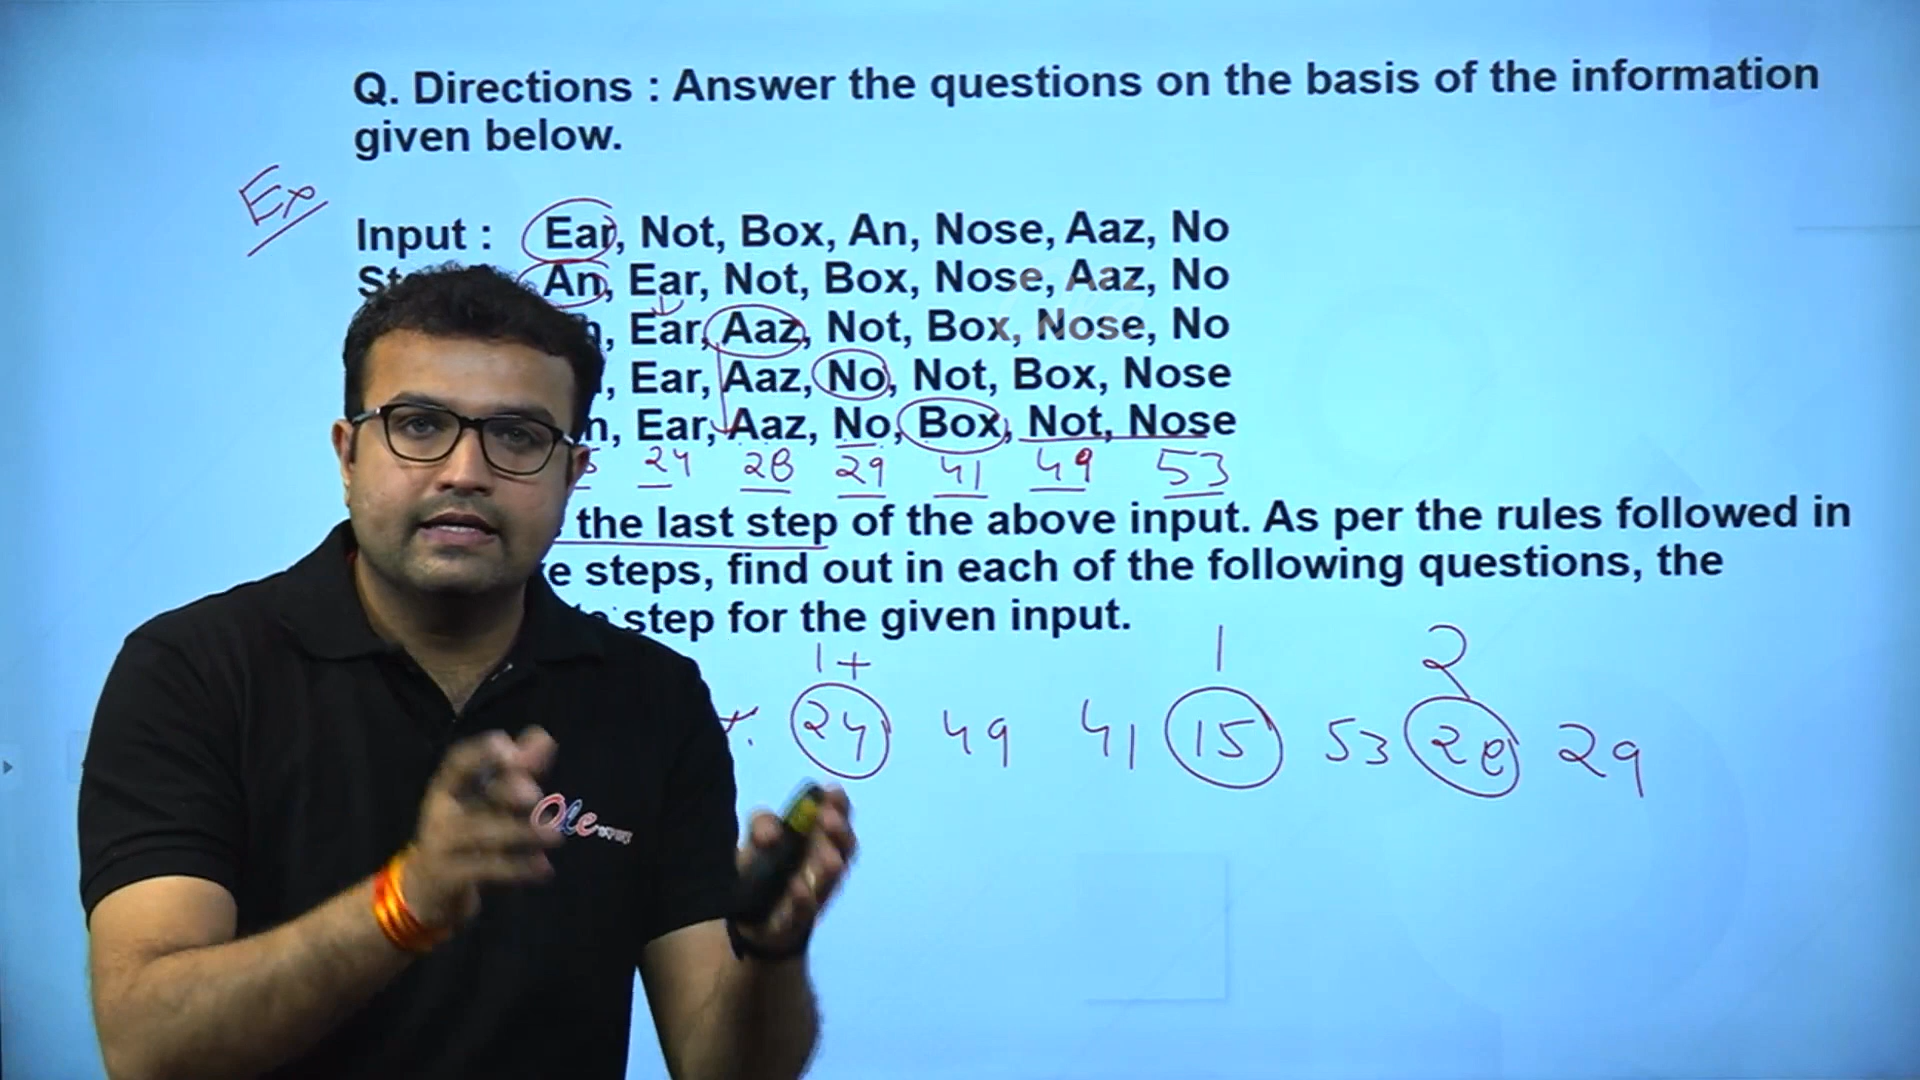 Q. Directions : Answer the questions on the basis of the information
given below.
Ex
Input : Ear, Not, Box, An, Nose, Aaz, No
An, Ear, Not, Box, Nose, Aaz, No
Ear, Aaz, Not, Box, Nose, No
Ear, Aaz, No, Not, Box, Nose
Ear, Aaz, No, Box, Not, Nose
24 28 29 41 49 53
the last step of the above input. As per the rules followed in
steps, find out in each of the following questions, the
step for the given input.
1+ 1 2
24 49 41 15 53 28 29
Ole